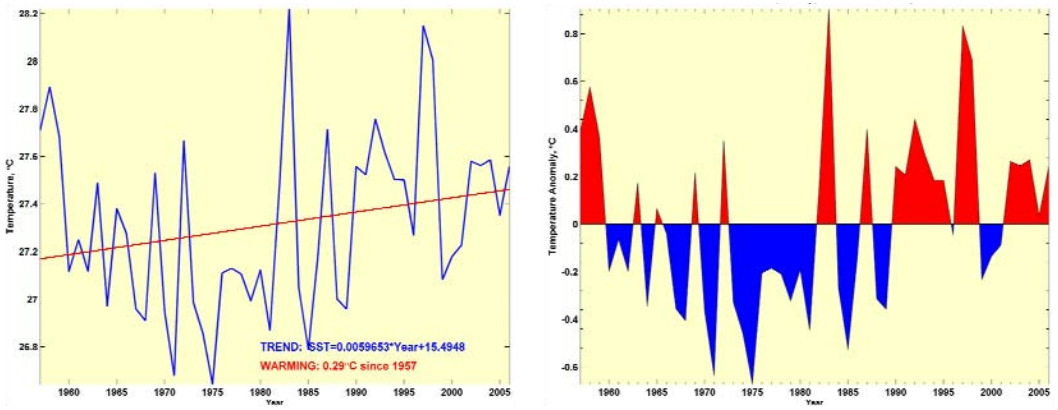 28.2
28
27.8
27.6
27.4
27.2
27
26.8
Temperature, °C
TREND: SST=0.0059653*Year+15.4948
WARMING: 0.29°C since 1957
1960 1965 1970 1975 1980 1985 1990 1995 2000 2005
Year
0.8
0.6
0.4
0.2
0
-0.2
-0.4
-0.6
Temperature Anomaly, °C
1960 1965 1970 1975 1980 1985 1990 1995 2000 2005
Year